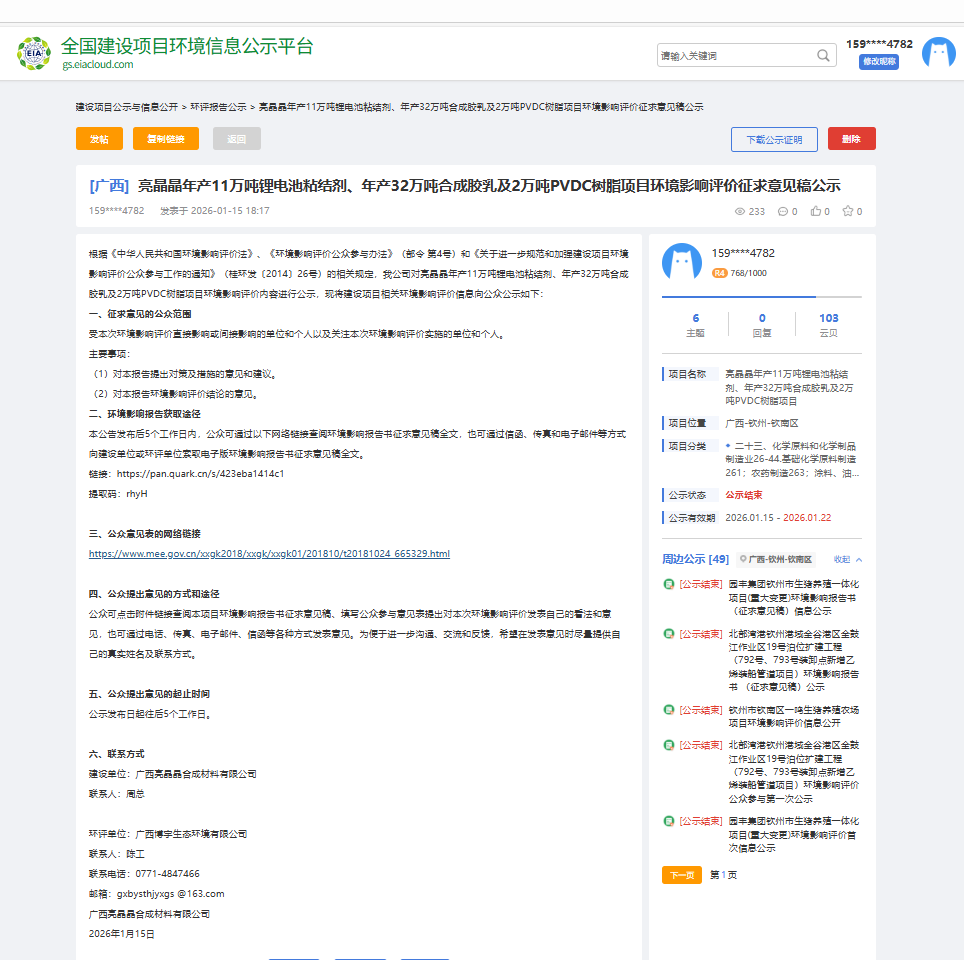 EIA
全国建设项目环境信息公示平台
gs.eiacloud.com
请输入关键词
159****4782
修改昵称
建设项目公示与信息公开 > 环评报告公示 > 亮晶晶年产11万吨锂电池粘结剂、年产32万吨合成胶乳及2万吨PVDC树脂项目环境影响评价征求意见稿公示
发帖
复制链接
返回
下载公示证明
删除
[广西] 亮晶晶年产11万吨锂电池粘结剂、年产32万吨合成胶乳及2万吨PVDC树脂项目环境影响评价征求意见稿公示
159****4782 发表于 2026-01-15 18:17
233 0 0 0
根据《中华人民共和国环境影响评价法》、《环境影响评价公众参与办法》（部令 第4号）和《关于进一步规范和加强建设项目环境
影响评价公众参与工作的通知》（桂环发〔2014〕26号）的相关规定，我公司对亮晶晶年产11万吨锂电池粘结剂、年产32万吨合成
胶乳及2万吨PVDC树脂项目环境影响评价内容进行公示，现将建设项目相关环境影响评价信息向公众公示如下：
一、征求意见的公众范围
受本次环境影响评价直接影响或间接影响的单位和个人以及关注本次环境影响评价实施的单位和个人。
主要事项：
（1）对本报告提出对策及措施的意见和建议。
（2）对本报告环境影响评价结论的意见。
二、环境影响报告获取途径
本公告发布后5个工作日内，公众可通过以下网络链接查阅环境影响报告书征求意见稿全文，也可通过信函、传真和电子邮件等方式
向建设单位或环评单位索取电子版环境影响报告书征求意见稿全文。
链接：https://pan.quark.cn/s/423eba1414c1
提取码：rhyH
三、公众意见表的网络链接
https://www.mee.gov.cn/xxgk2018/xxgk/xxgk01/201810/t20181024_665329.html
四、公众提出意见的方式和途径
公众可点击附件链接查阅本项目环境影响报告书征求意见稿、填写公众参与意见表提出对本次环境影响评价发表自己的看法和意
见，也可通过电话、传真、电子邮件、信函等各种方式发表意见。为便于进一步沟通、交流和反馈，希望在发表意见时尽量提供自
己的真实姓名及联系方式。
五、公众提出意见的起止时间
公示发布日起往后5个工作日。
六、联系方式
建设单位：广西亮晶晶合成材料有限公司
联系人：周总
环评单位：广西博宇生态环境有限公司
联系人：陈工
联系电话：0771-4847466
邮箱：gxbysthjyxgs @163.com
广西亮晶晶合成材料有限公司
2026年1月15日
159****4782
R4 768/1000
6 0 103
主题 回复 云贝
项目名称 亮晶晶年产11万吨锂电池粘结
剂、年产32万吨合成胶乳及2万
吨PVDC树脂项目
项目位置 广西-钦州-钦南区
项目分类 * 二十三、化学原料和化学制品
制造业26-44.基础化学原料制造
261；农药制造263；涂料、油...
公示状态 公示结束
公示有效期 2026.01.15 - 2026.01.22
周边公示 [49] 广西-钦州-钦南区 收起
[公示结束] 园丰集团钦州市生猪养殖一体化
项目(重大变更)环境影响报告书
（征求意见稿）信息公示
[公示结束] 北部湾港钦州港域金谷港区金鼓
江作业区19号泊位扩建工程
（792号、793号装卸点新增乙
烯装船管道项目）环境影响报告
书 （征求意见稿）公示
[公示结束] 钦州市钦南区一鸣生猪养殖农场
项目环境影响评价信息公开
[公示结束] 北部湾港钦州港域金谷港区金鼓
江作业区19号泊位扩建工程
（792号、793号装卸点新增乙
烯装船管道项目）环境影响评价
公众参与第一次公示
[公示结束] 园丰集团钦州市生猪养殖一体化
项目(重大变更)环境影响评价首
次信息公示
下一页 第1页